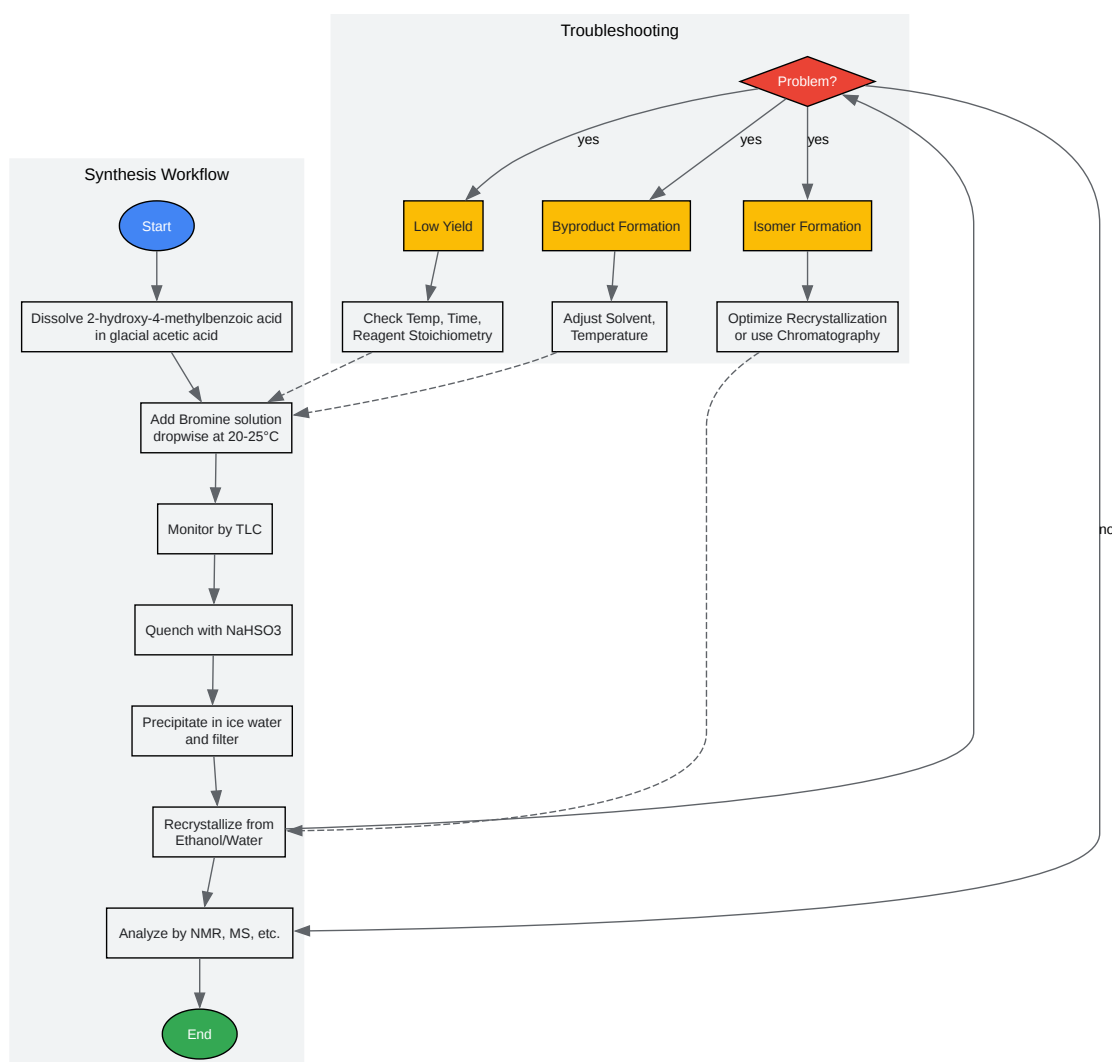 Troubleshooting
Problem?
yes
yes
yes
Low Yield
Byproduct Formation
Isomer Formation
Check Temp, Time,
Reagent Stoichiometry
Adjust Solvent,
Temperature
Optimize Recrystallization
or use Chromatography
Synthesis Workflow
Start
Dissolve 2-hydroxy-4-methylbenzoic acid
in glacial acetic acid
Add Bromine solution
dropwise at 20-25°C
Monitor by TLC
Quench with NaHSO3
Precipitate in ice water
and filter
Recrystallize from
Ethanol/Water
Analyze by NMR, MS, etc.
End
no